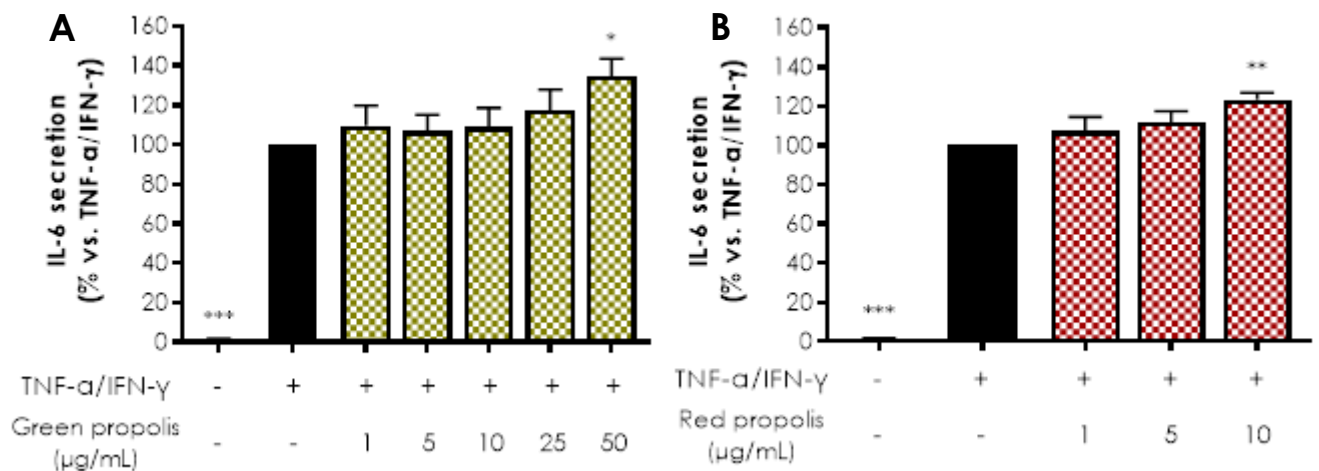 A
IL-6 secretion
(% vs. TNF-α/IFN-γ)
160
140
120
100
80
60
40
20
0
***
*
TNF-α/IFN-γ - + + + + + +
Green propolis
(µg/mL) - - 1 5 10 25 50
B
IL-6 secretion
(% vs. TNF-α/IFN-γ)
160
140
120
100
80
60
40
20
0
***
**
TNF-α/IFN-γ - + + + +
Red propolis
(µg/mL) - - 1 5 10